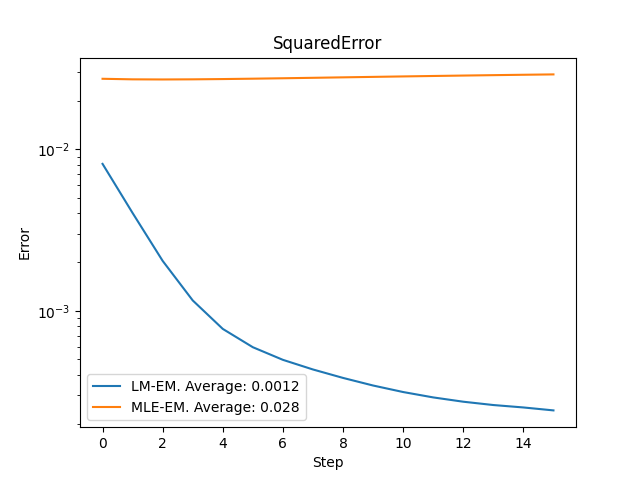 SquaredError
Error
10⁻²
10⁻³
LM-EM. Average: 0.0012
MLE-EM. Average: 0.028
0 2 4 6 8 10 12 14
Step